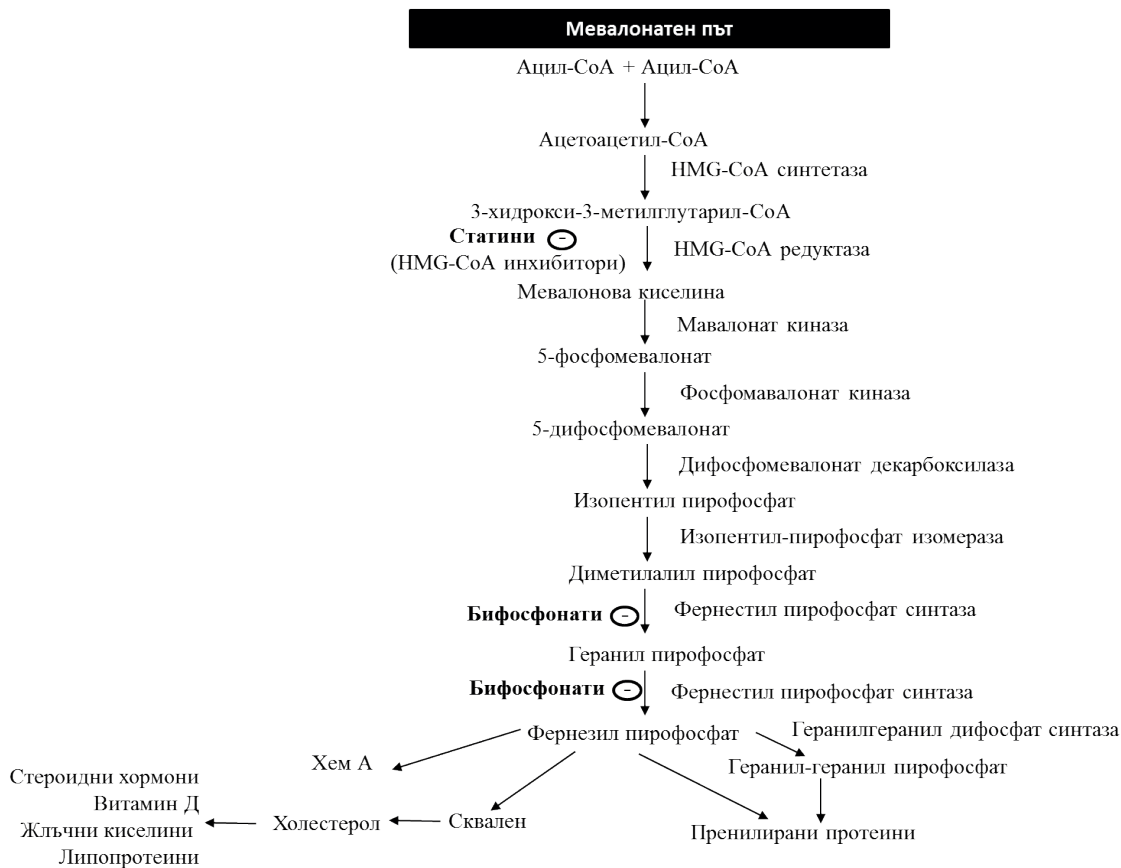 Мевалонатен път
Ацил-CoA + Ацил-CoA
Ацетоацетил-CoA
HMG-CoA синтетаза
3-хидрокси-3-метилглутарил-CoA
Статини -
(HMG-CoA инхибитори)
HMG-CoA редуктаза
Мевалонова киселина
Мавалонат киназа
5-фосфомевалонат
Фосфомавалонат киназа
5-дифосфомевалонат
Дифосфомевалонат декарбоксилаза
Изопентил пирофосфат
Изопентил-пирофосфат изомераза
Диметилалил пирофосфат
Бифосфонати -
Фернестил пирофосфат синтаза
Геранил пирофосфат
Бифосфонати -
Фернестил пирофосфат синтаза
Фернезил пирофосфат
Геранилгеранил дифосфат синтаза
Хем А
Геранил-геранил пирофосфат
Стероидни хормони
Витамин Д
Жлъчни киселини
Липопротеини
Холестерол
Сквален
Пренилирани протеини